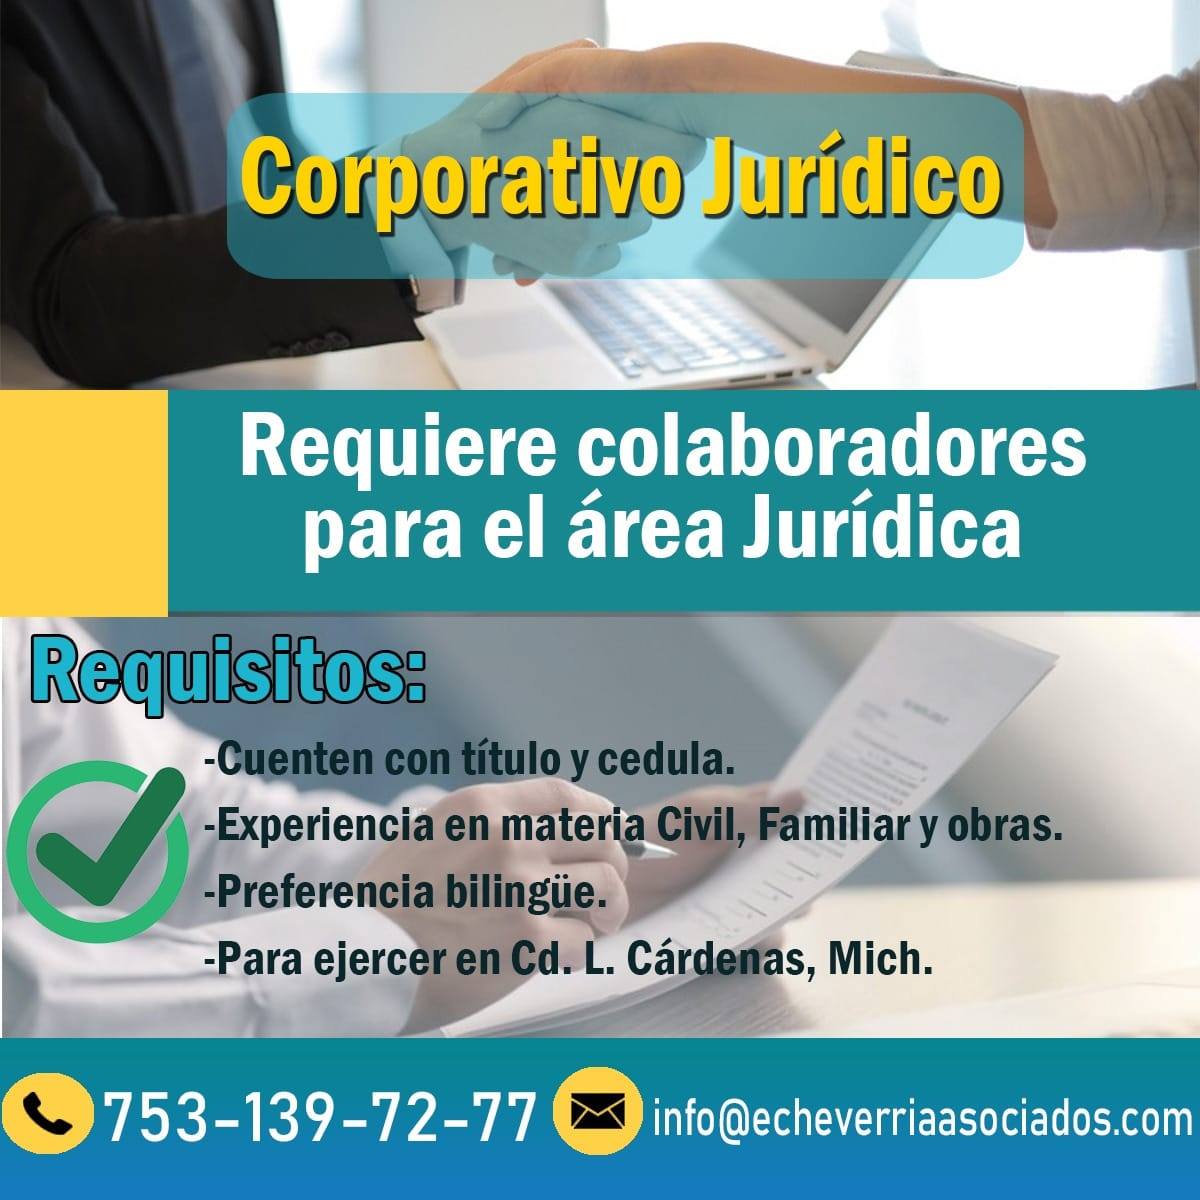 Corporativo Jurídico
Requiere colaboradores
para el área Jurídica
Requisitos:
-Cuenten con título y cedula.
-Experiencia en materia Civil, Familiar y obras.
-Preferencia bilingüe.
-Para ejercer en Cd. L. Cárdenas, Mich.
753-139-72-77
info@echeverriaasociados.com